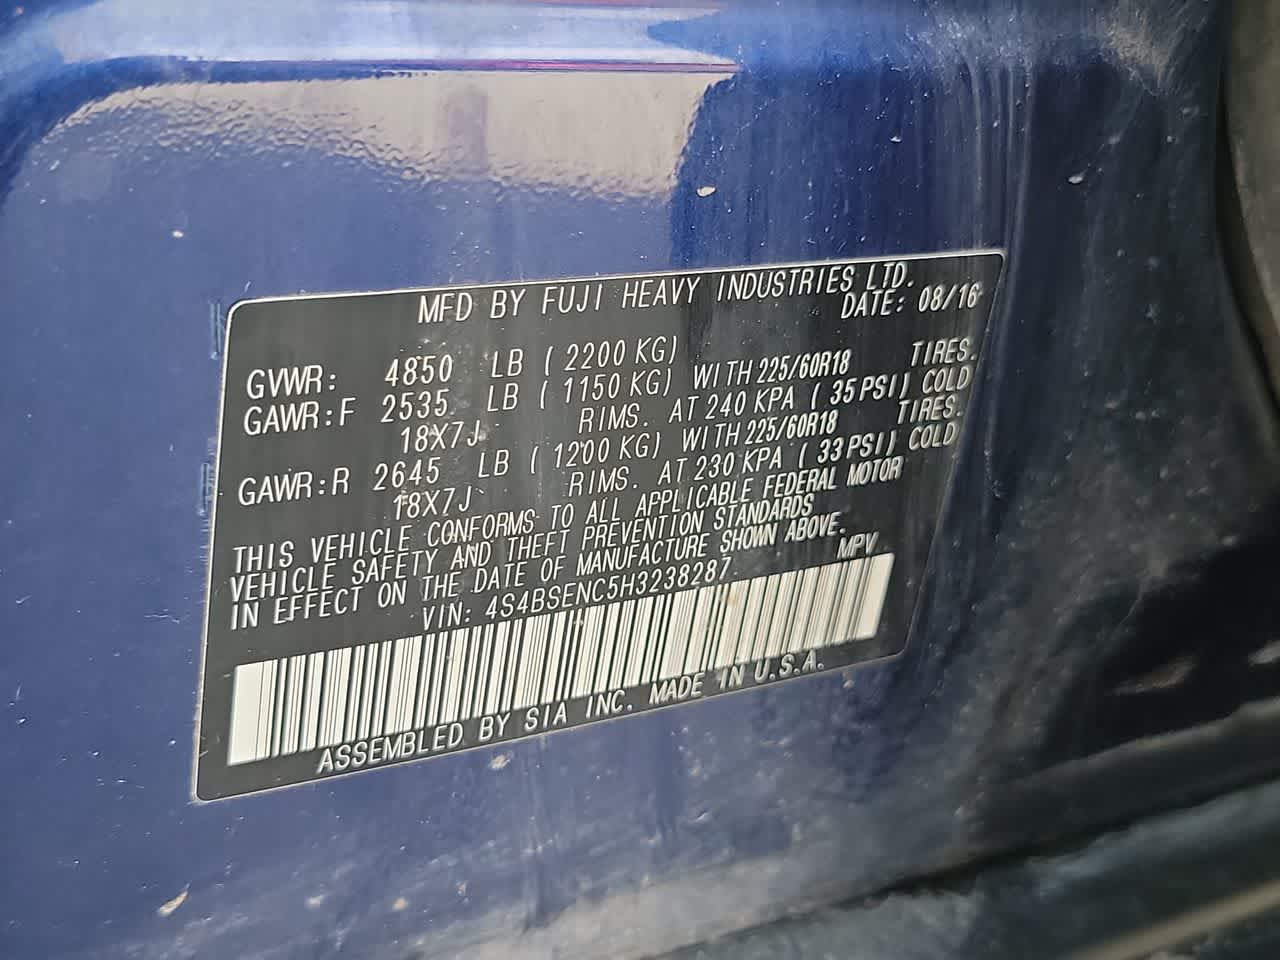 MFD BY FUJI HEAVY INDUSTRIES LTD.
DATE: 08/16
GVWR: 4850 LB (2200 KG)
GAWR:F 2535 LB (1150 KG) WITH 225/60R18 TIRES.
18X7J RIMS. AT 240 KPA (35PSI) COLD
GAWR:R 2645 LB (1200 KG) WITH 225/60R18 TIRES.
18X7J RIMS. AT 230 KPA (33PSI) COLD
THIS VEHICLE CONFORMS TO ALL APPLICABLE FEDERAL MOTOR
VEHICLE SAFETY AND THEFT PREVENTION STANDARDS
IN EFFECT ON THE DATE OF MANUFACTURE SHOWN ABOVE.
VIN: 4S4BSENC5H3238287 MPV
ASSEMBLED BY SIA INC. MADE IN U.S.A.